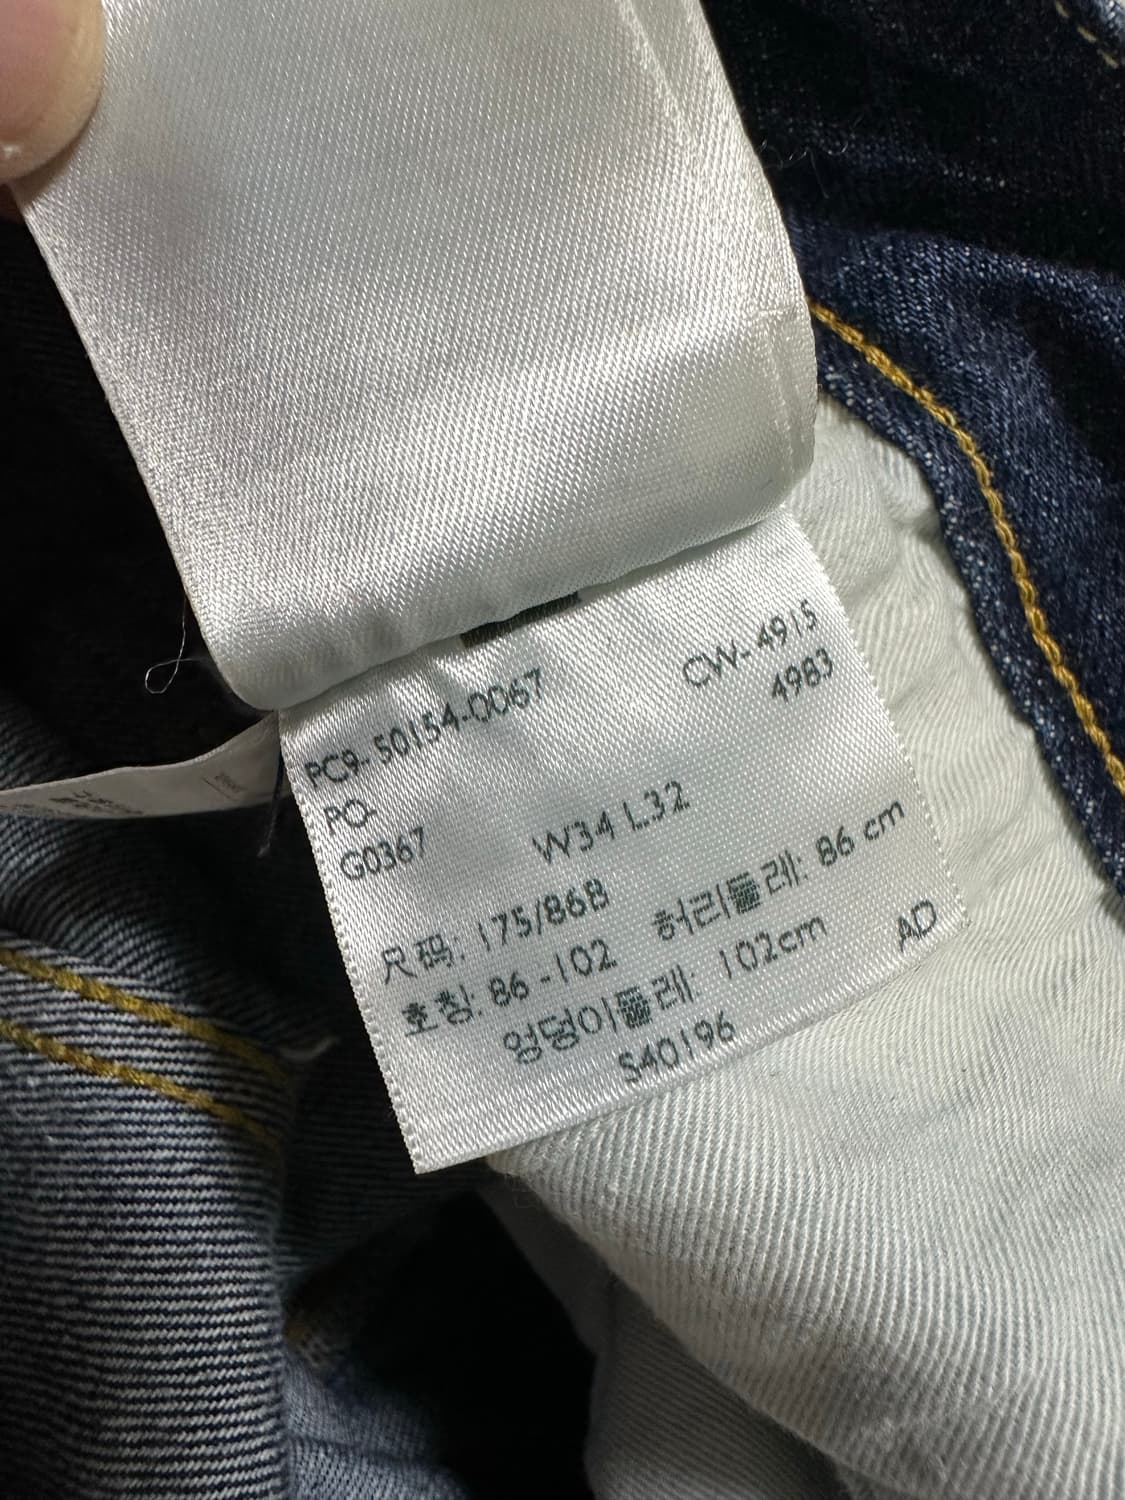 PC9- 50154-0067
CW-4915
PO-
4983
G0367
W34 L32
尺码: 175/86B
허리둘레: 86 cm
호칭: 86 -102
엉덩이둘레: 102cm
AD
S40196